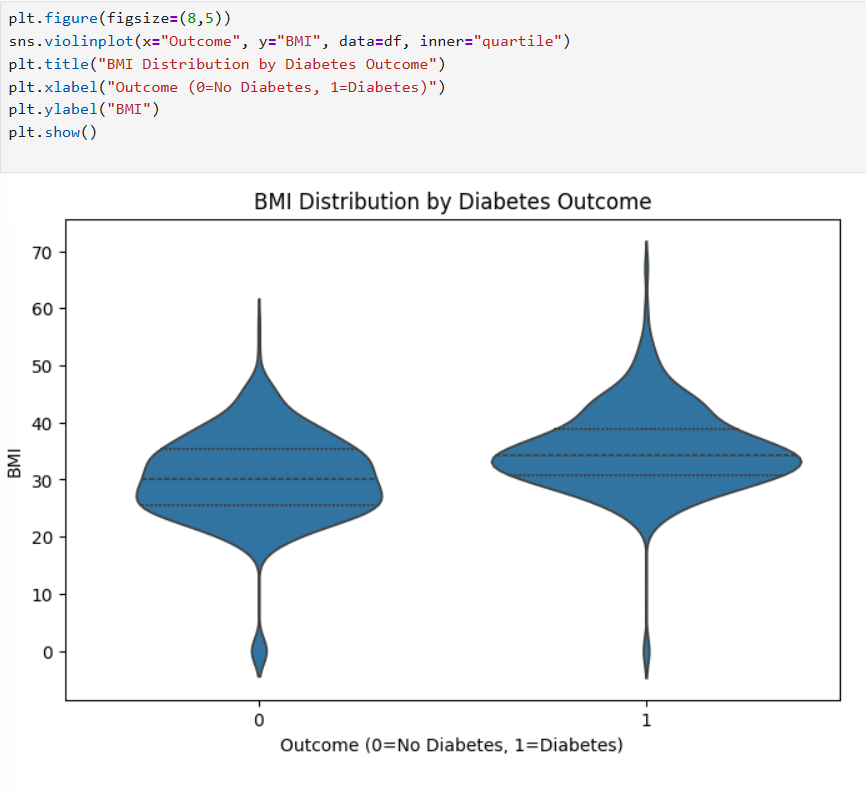 plt.figure(figsize=(8,5))
sns.violinplot(x="Outcome", y="BMI", data=df, inner="quartile")
plt.title("BMI Distribution by Diabetes Outcome")
plt.xlabel("Outcome (0=No Diabetes, 1=Diabetes)")
plt.ylabel("BMI")
plt.show()
BMI Distribution by Diabetes Outcome
70
60
50
40
30
20
10
0
BMI
0 1
Outcome (0=No Diabetes, 1=Diabetes)